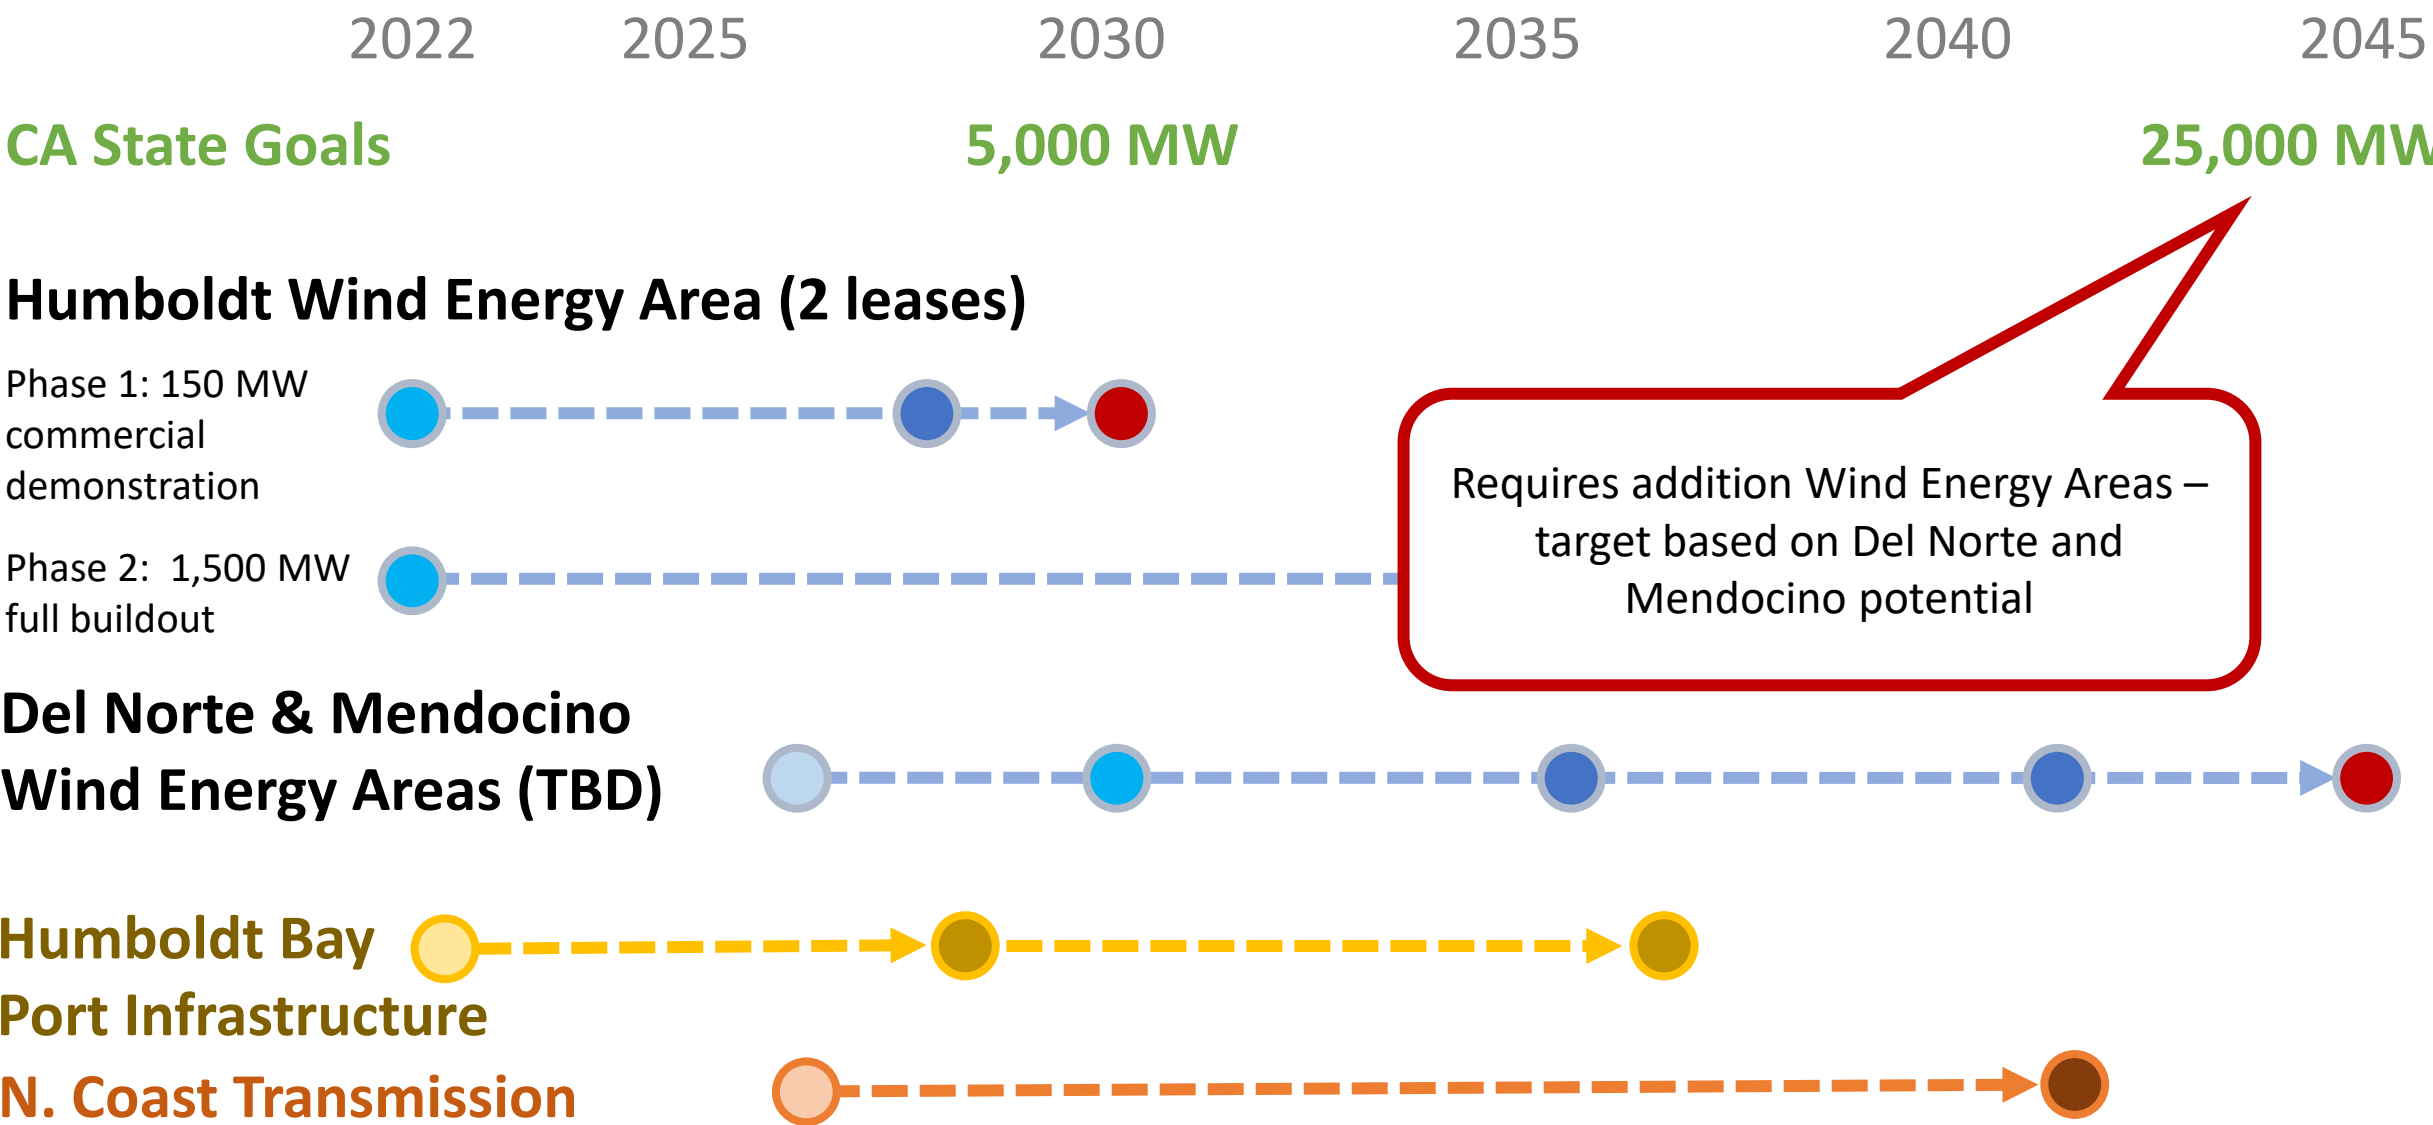 2022 2025 2030 2035 2040 2045
CA State Goals 5,000 MW 25,000 MW
Humboldt Wind Energy Area (2 leases)
Phase 1: 150 MW
commercial
demonstration
Requires addition Wind Energy Areas –
target based on Del Norte and
Mendocino potential
Phase 2: 1,500 MW
full buildout
Del Norte & Mendocino
Wind Energy Areas (TBD)
Humboldt Bay
Port Infrastructure
N. Coast Transmission